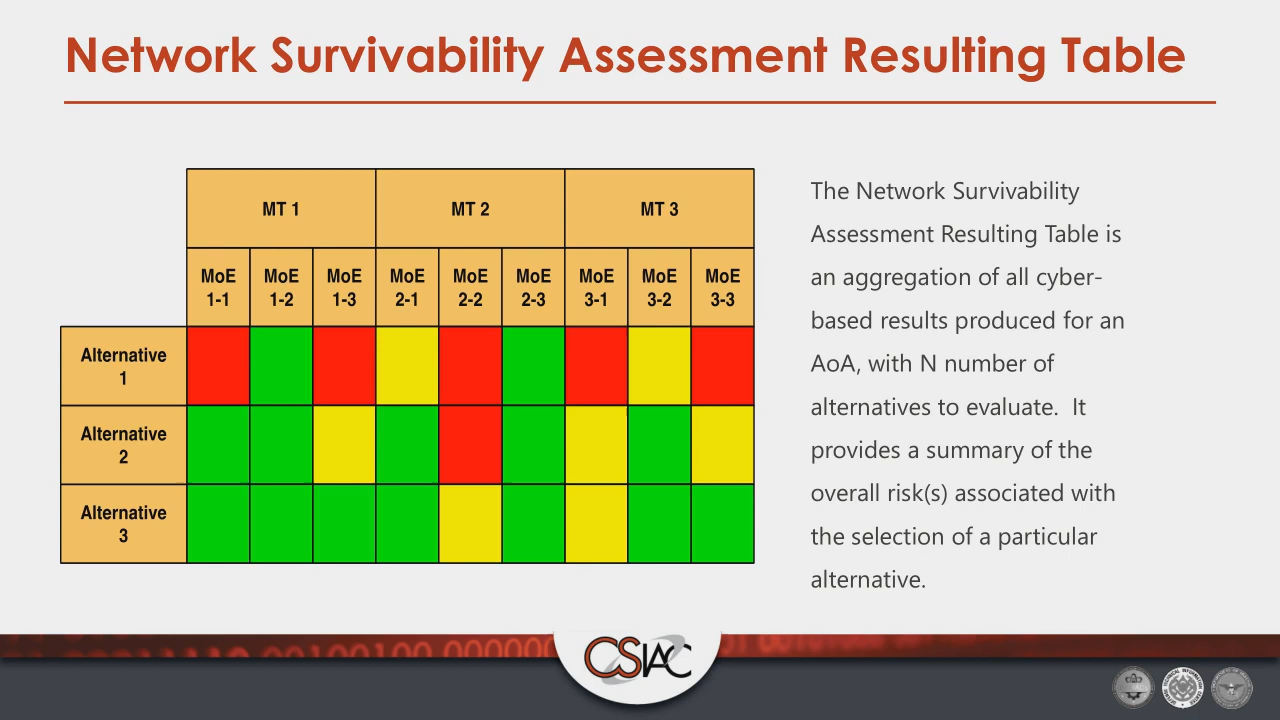 Network Survivability Assessment Resulting Table
MT 1
MT 2
MT 3
MoE
1-1
MoE
1-2
MoE
1-3
MoE
2-1
MoE
2-2
MoE
2-3
MoE
3-1
MoE
3-2
MoE
3-3
Alternative
1
Alternative
2
Alternative
3
The Network Survivability
Assessment Resulting Table is
an aggregation of all cyber-
based results produced for an
AoA, with N number of
alternatives to evaluate.  It
provides a summary of the
overall risk(s) associated with
the selection of a particular
alternative.
CSIAC